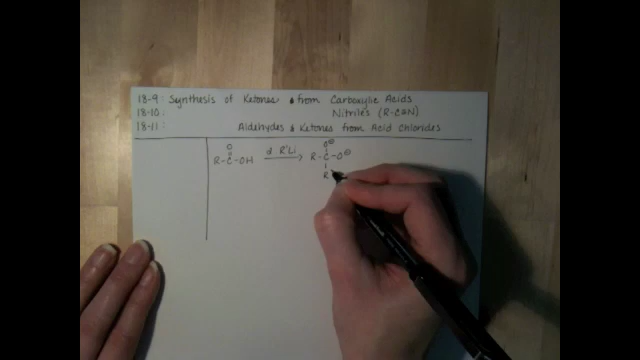 18-9: Synthesis of Ketones from Carboxylic Acids
18-10: Nitriles (R-C≡N)
18-11: Aldehydes & Ketones from Acid Chlorides
O O⊖
R-C-OH 2 R'Li R-C-O⊖
R